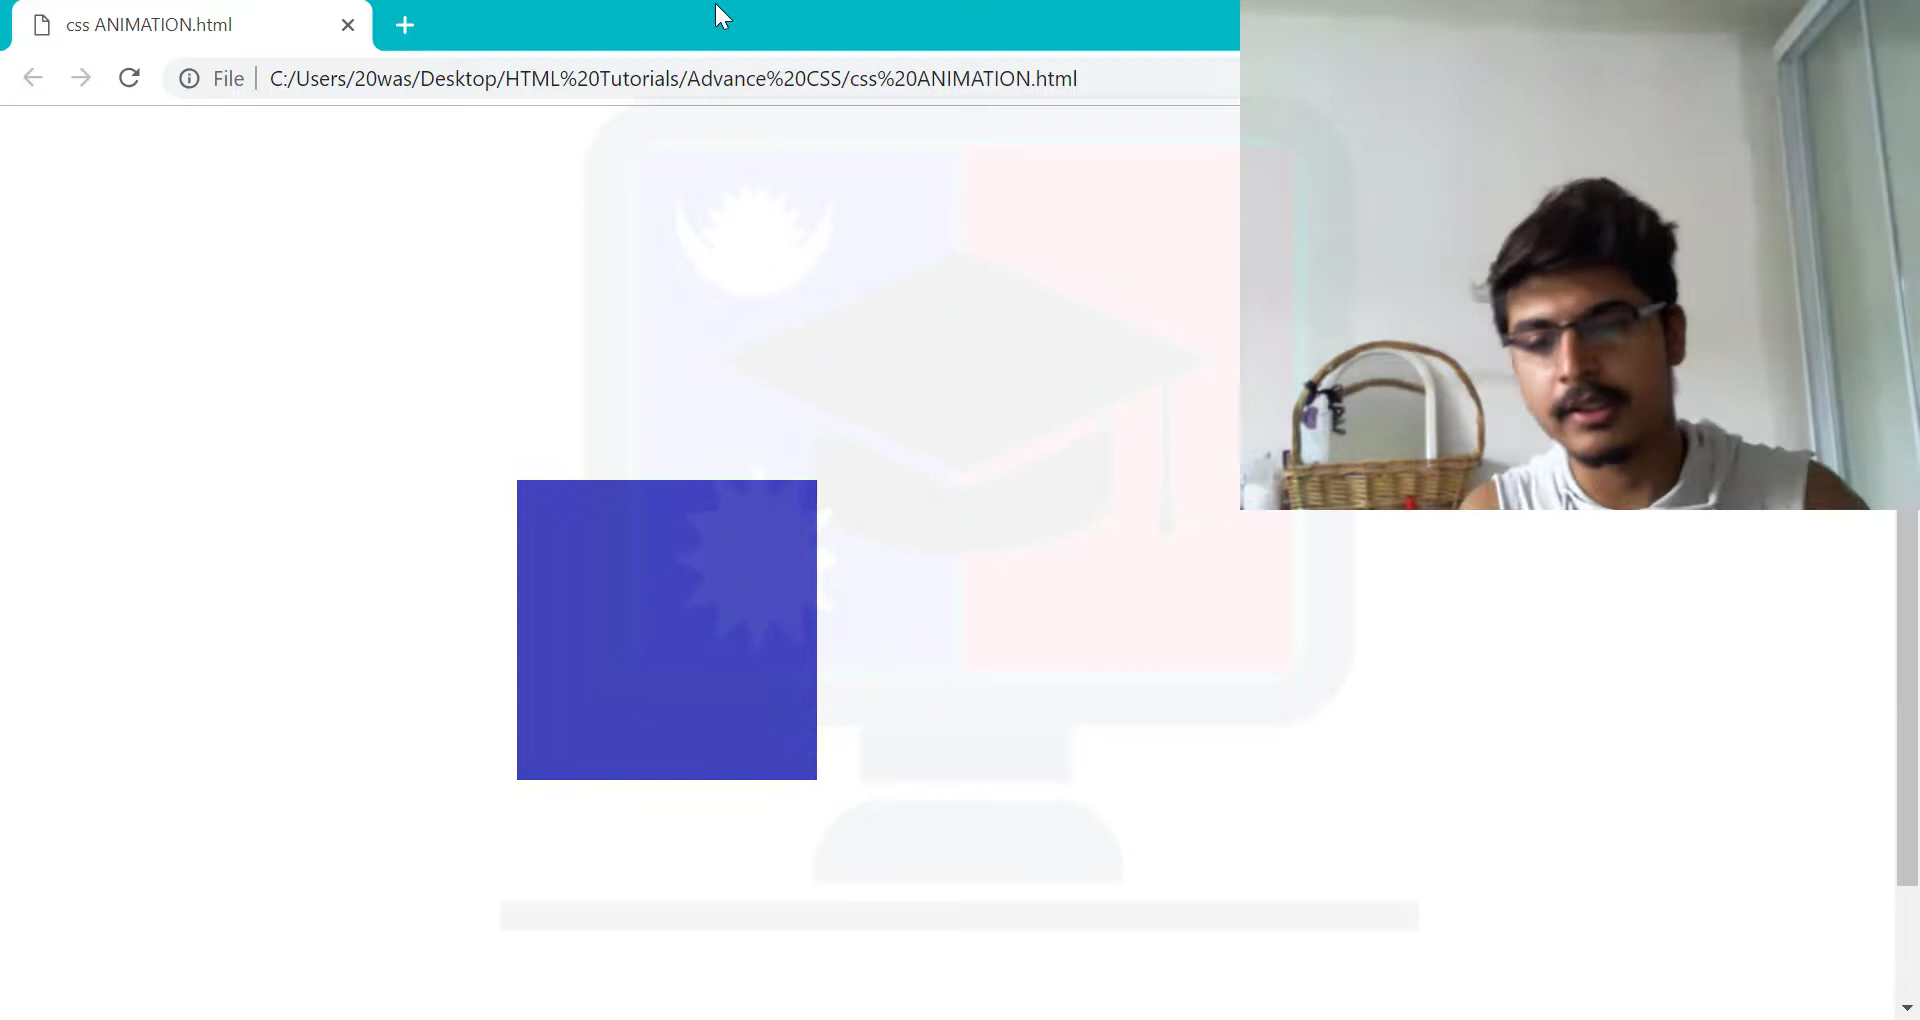 css ANIMATION.html
File
C:/Users/20was/Desktop/HTML%20Tutorials/Advance%20CSS/css%20ANIMATION.html